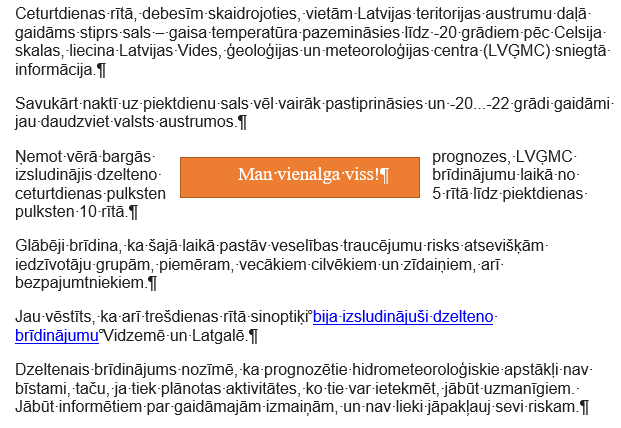 Ceturtdienas rītā, debesīm skaidrojoties, vietām Latvijas teritorijas austrumu daļā
gaidāms stiprs sals – gaisa temperatūra pazemināsies līdz -20 grādiem pēc Celsija
skalas, liecina Latvijas Vides, ģeoloģijas un meteoroloģijas centra (LVĢMC) sniegtā
informācija.¶
Savukārt naktī uz piektdienu sals vēl vairāk pastiprināsies un -20...-22 grādi gaidāmi
jau daudzviet valsts austrumos.¶
Ņemot vērā bargās prognozes, LVĢMC
izsludinājis dzelteno brīdinājumu laikā no
ceturtdienas pulksten 5 rītā līdz piektdienas
pulksten 10 rītā.¶
Man vienalga viss!¶
Glābēji brīdina, ka šajā laikā pastāv veselības traucējumu risks atsevišķām
iedzīvotāju grupām, piemēram, vecākiem cilvēkiem un zīdaiņiem, arī
bezpajumtniekiem.¶
Jau vēstīts, ka arī trešdienas rītā sinoptiķi bija izsludinājuši dzelteno
brīdinājumu Vidzemē un Latgalē.¶
Dzeltenais brīdinājums nozīmē, ka prognozētie hidrometeoroloģiskie apstākļi nav
bīstami, taču, ja tiek plānotas aktivitātes, ko tie var ietekmēt, jābūt uzmanīgiem.
Jābūt informētiem par gaidāmajām izmaiņām, un nav lieki jāpakļauj sevi riskam.¶